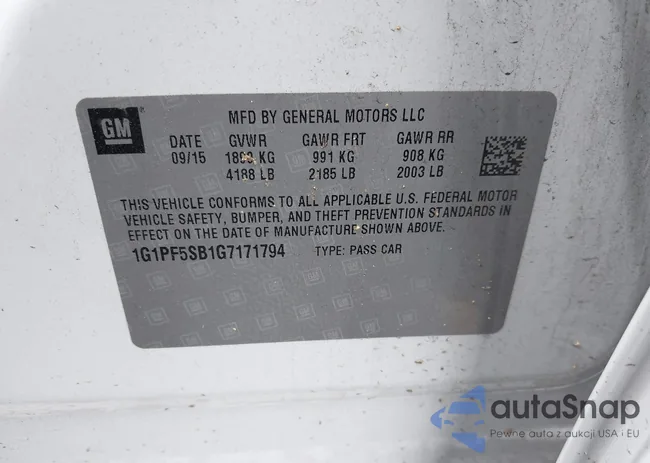 GM
MFD BY GENERAL MOTORS LLC
DATE GVWR GAWR FRT GAWR RR
09/15 1899 KG 991 KG 908 KG
4188 LB 2185 LB 2003 LB
THIS VEHICLE CONFORMS TO ALL APPLICABLE U.S. FEDERAL MOTOR
VEHICLE SAFETY, BUMPER, AND THEFT PREVENTION STANDARDS IN
EFFECT ON THE DATE OF MANUFACTURE SHOWN ABOVE.
1G1PF5SB1G7171794 TYPE: PASS CAR
autaSnap
Pewne auta z aukcji USA i EU